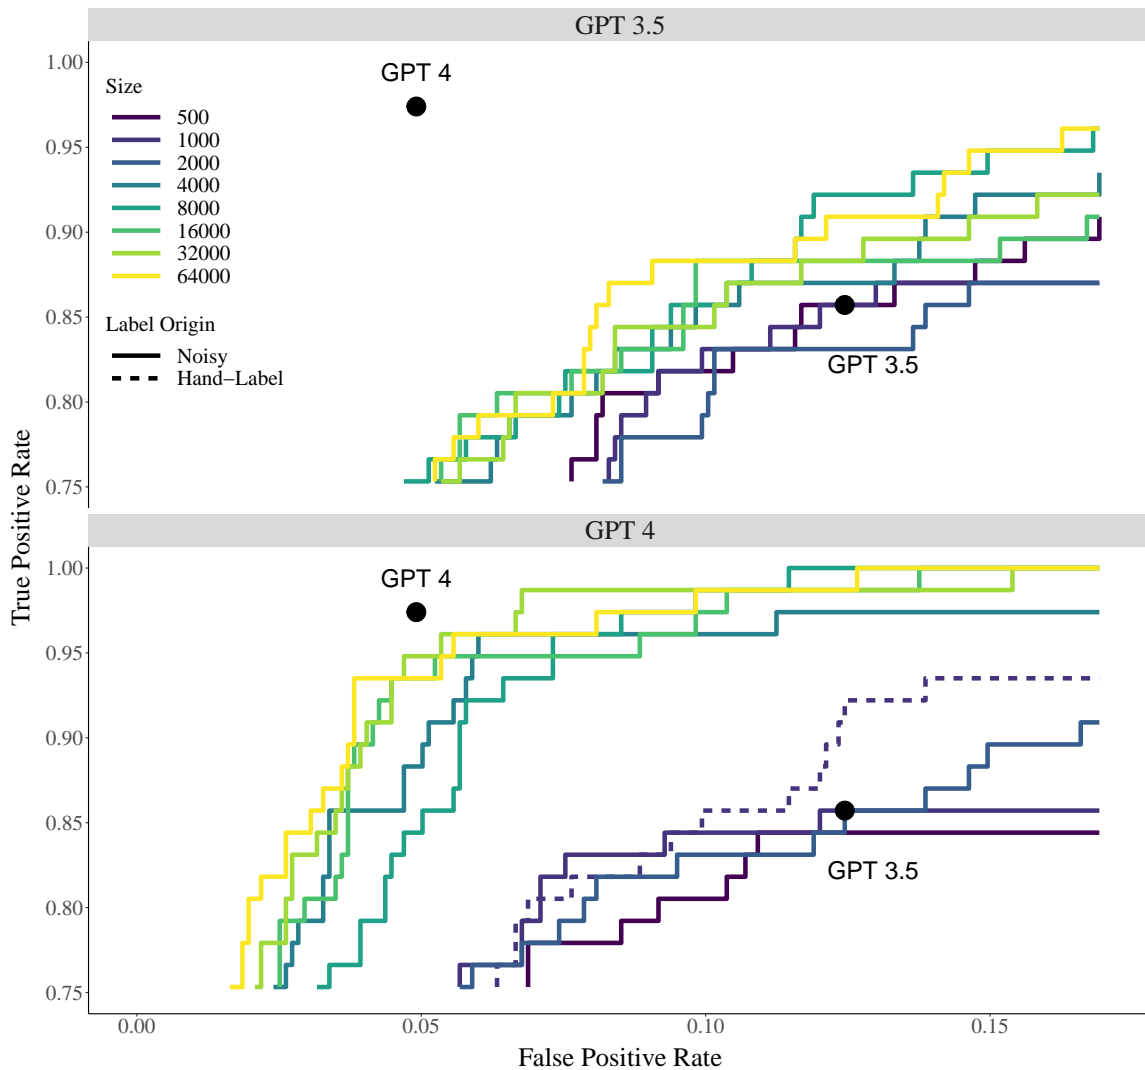 GPT 3.5
1.00
0.95
0.90
0.85
0.80
0.75
GPT 4
Size
500
1000
2000
4000
8000
16000
32000
64000
Label Origin
Noisy
Hand-Label
GPT 3.5
True Positive Rate
GPT 4
1.00
0.95
0.90
0.85
0.80
0.75
GPT 4
GPT 3.5
0.00
0.05
0.10
0.15
False Positive Rate